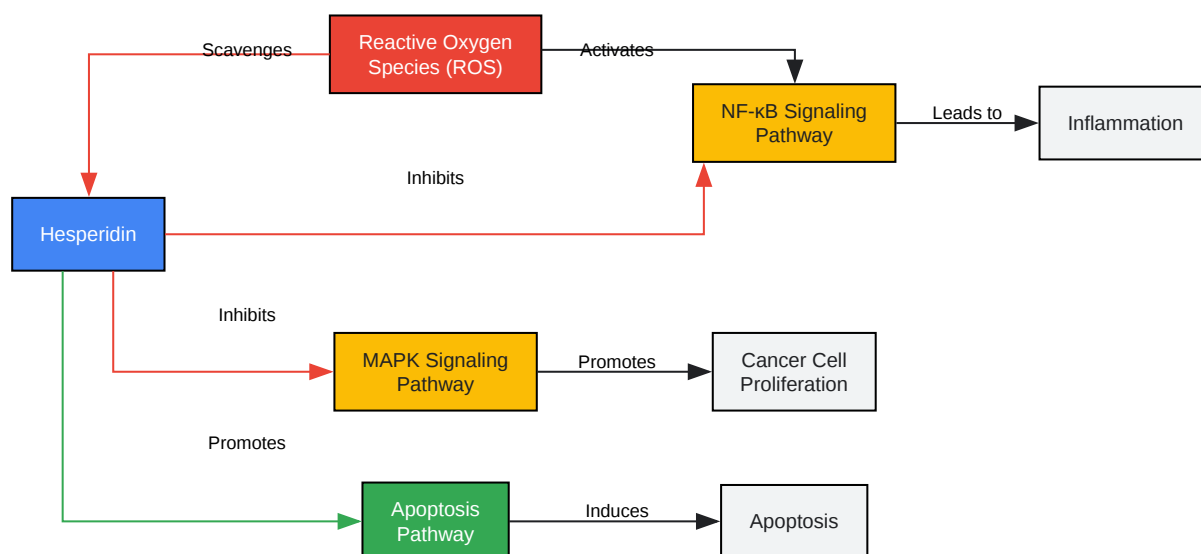 Scavenges
Reactive Oxygen
Species (ROS)
Activates
NF-κB Signaling
Pathway
Leads to
Inflammation
Inhibits
Hesperidin
Inhibits
MAPK Signaling
Pathway
Promotes
Cancer Cell
Proliferation
Promotes
Apoptosis
Pathway
Induces
Apoptosis